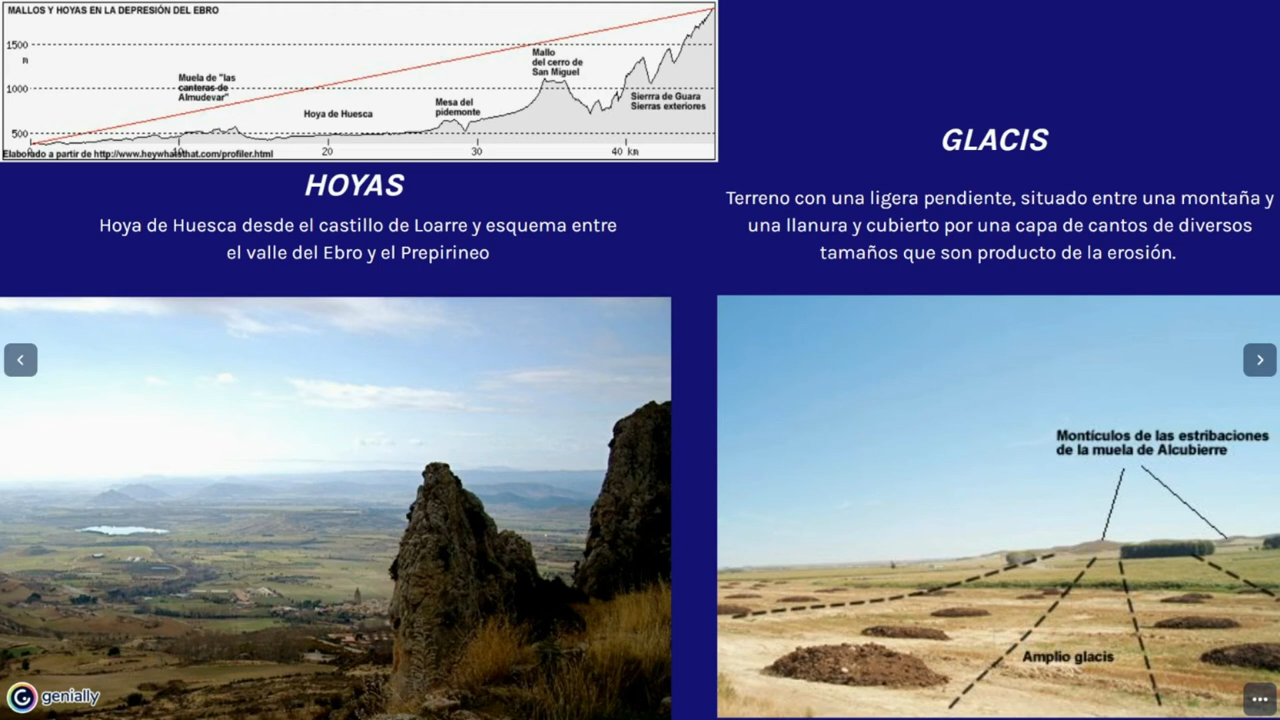 MALLOS Y HOYAS EN LA DEPRESIÓN DEL EBRO
1500
m
Mallo
del cerro de
San Miguel
Muela de "las
canteras de
Almudevar"
1000
Mesa del
pidemonte
Sierrra de Guara
Sierras exteriores
Hoya de Huesca
500
0
10
20
30
40 km
Elaborado a partir de http://www.heywhatsthat.com/profiler.html
HOYAS
Hoya de Huesca desde el castillo de Loarre y esquema entre
el valle del Ebro y el Prepirineo
GLACIS
Terreno con una ligera pendiente, situado entre una montaña y
una llanura y cubierto por una capa de cantos de diversos
tamaños que son producto de la erosión.
Montículos de las estribaciones
de la muela de Alcubierre
Amplio glacis
genially